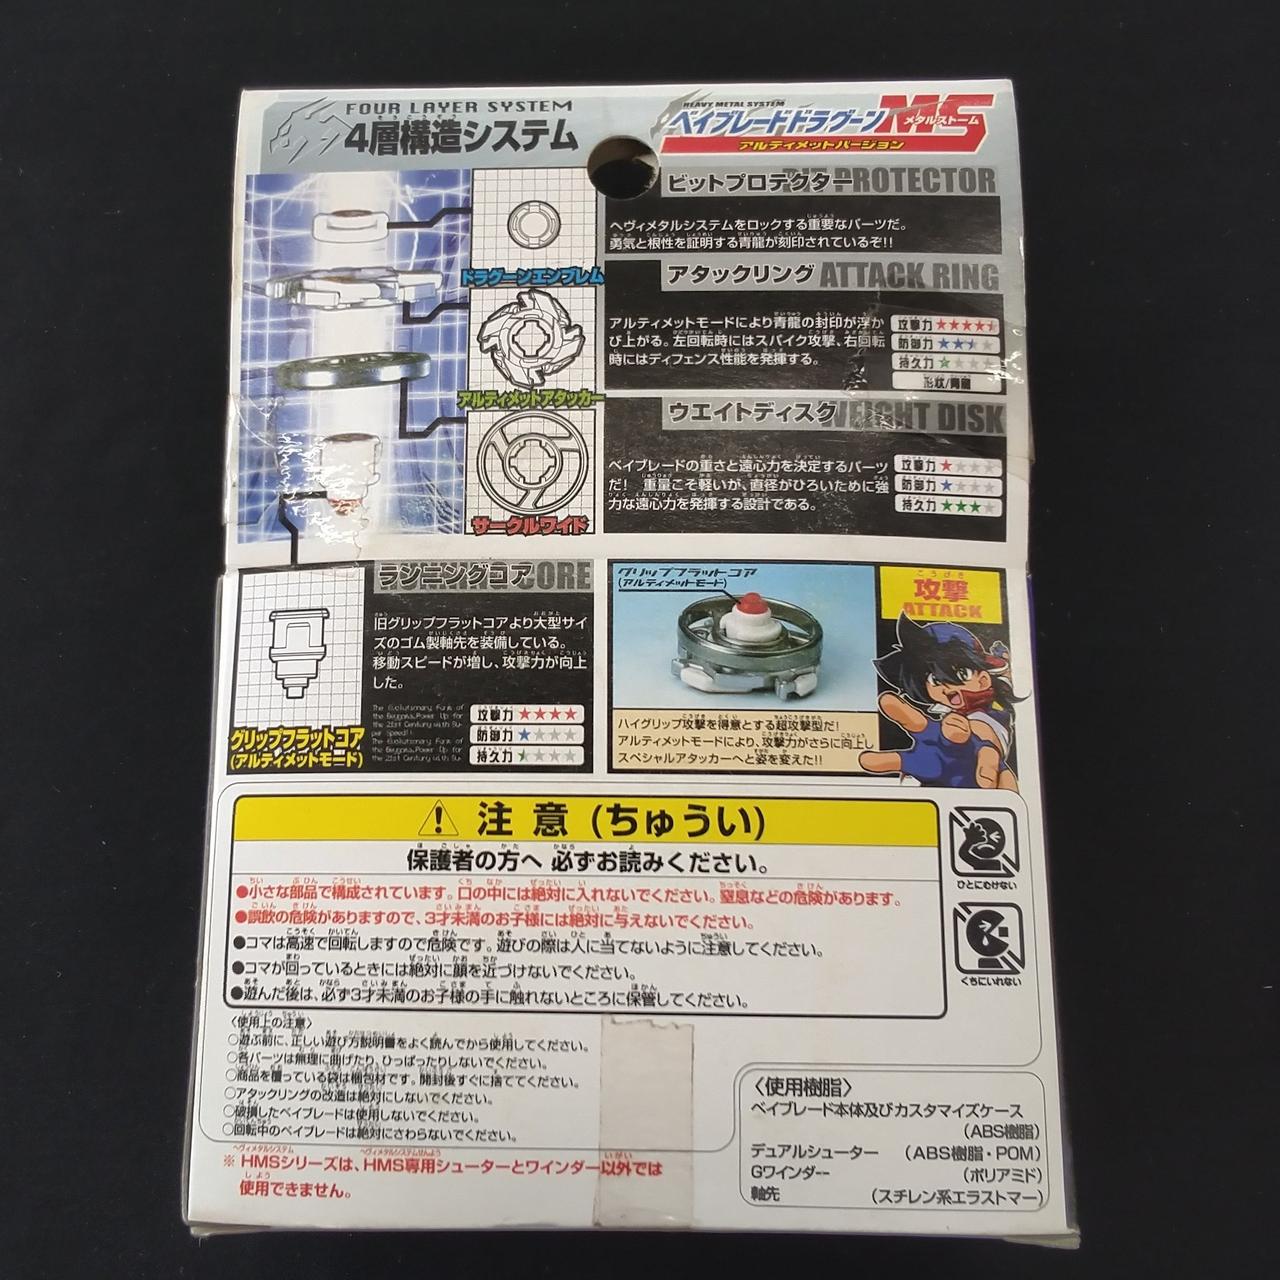 FOUR LAYER SYSTEM
4層構造システム
HEAVY METAL SYSTEM
ベイブレードドラグーンMS
メタルストーム
アルティメットバージョン
ドラグーンエンブレム
アルティメットアタッカー
サークルワイド
ビットプロテクター PROTECTOR
ヘヴィメタルシステムをロックする重要なパーツだ。
勇気と根性を証明する青龍が刻印されているぞ!!
アタックリング ATTACK RING
アルティメットモードにより青龍の封印が浮か
び上がる。左回転時にはスパイク攻撃、右回転
時にはディフェンス性能を発揮する。
攻撃力
防御力
持久力
形状/青龍
ウエイトディスク WEIGHT DISK
ベイブレードの重さと遠心力を決定するパーツ
だ! 重量こそ軽いが、直径がひろいために強
力な遠心力を発揮する設計である。
攻撃力★☆☆☆
防御力★☆☆☆
持久力★★★☆
ランニングコア CORE
旧グリップフラットコアより大型サイ
ズのゴム製軸先を装備している。
移動スピードが増し、攻撃力が向上
した。
攻撃力★★★★
防御力★☆☆☆
持久力
グリップフラットコア
(アルティメットモード)
グリップフラットコア
(アルティメットモード)
攻撃
ATTACK
ハイグリップ攻撃を得意とする超攻撃型だ!
アルティメットモードにより、攻撃力がさらに向上し
スペシャルアタッカーへと姿を変えた!!
注意(ちゅうい)
保護者の方へ 必ずお読みください。
●小さな部品で構成されています。口の中には絶対に入れないでください。窒息などの危険があります。
●誤飲の危険がありますので、3才未満のお子様には絶対に与えないでください。
●コマは高速で回転しますので危険です。遊びの際は人に当てないように注意してください。
●コマが回っているときには絶対に顔を近づけないでください。
●遊んだ後は、必ず3才未満のお子様の手に触れないところに保管してください。
ひとにむけない
くちにいれない
〈使用上の注意〉
○遊ぶ前に、正しい遊び方説明書をよく読んでから使用してください。
○各パーツは無理に曲げたり、ひっぱったりしないでください。
○商品を覆っている袋は梱包材です。開封後すぐに捨ててください。
○アタックリングの改造は絶対にしないでください。
○破損したベイブレードは使用しないでください。
○回転中のベイブレードは絶対にさわらないでください。
※ HMSシリーズは、HMS専用シューターとワインダー以外では
使用できません。
〈使用樹脂〉
ベイブレード本体及びカスタマイズケース
(ABS樹脂)
デュアルシューター (ABS樹脂・POM)
Gワインダー (ポリアミド)
軸先 (スチレン系エラストマー)